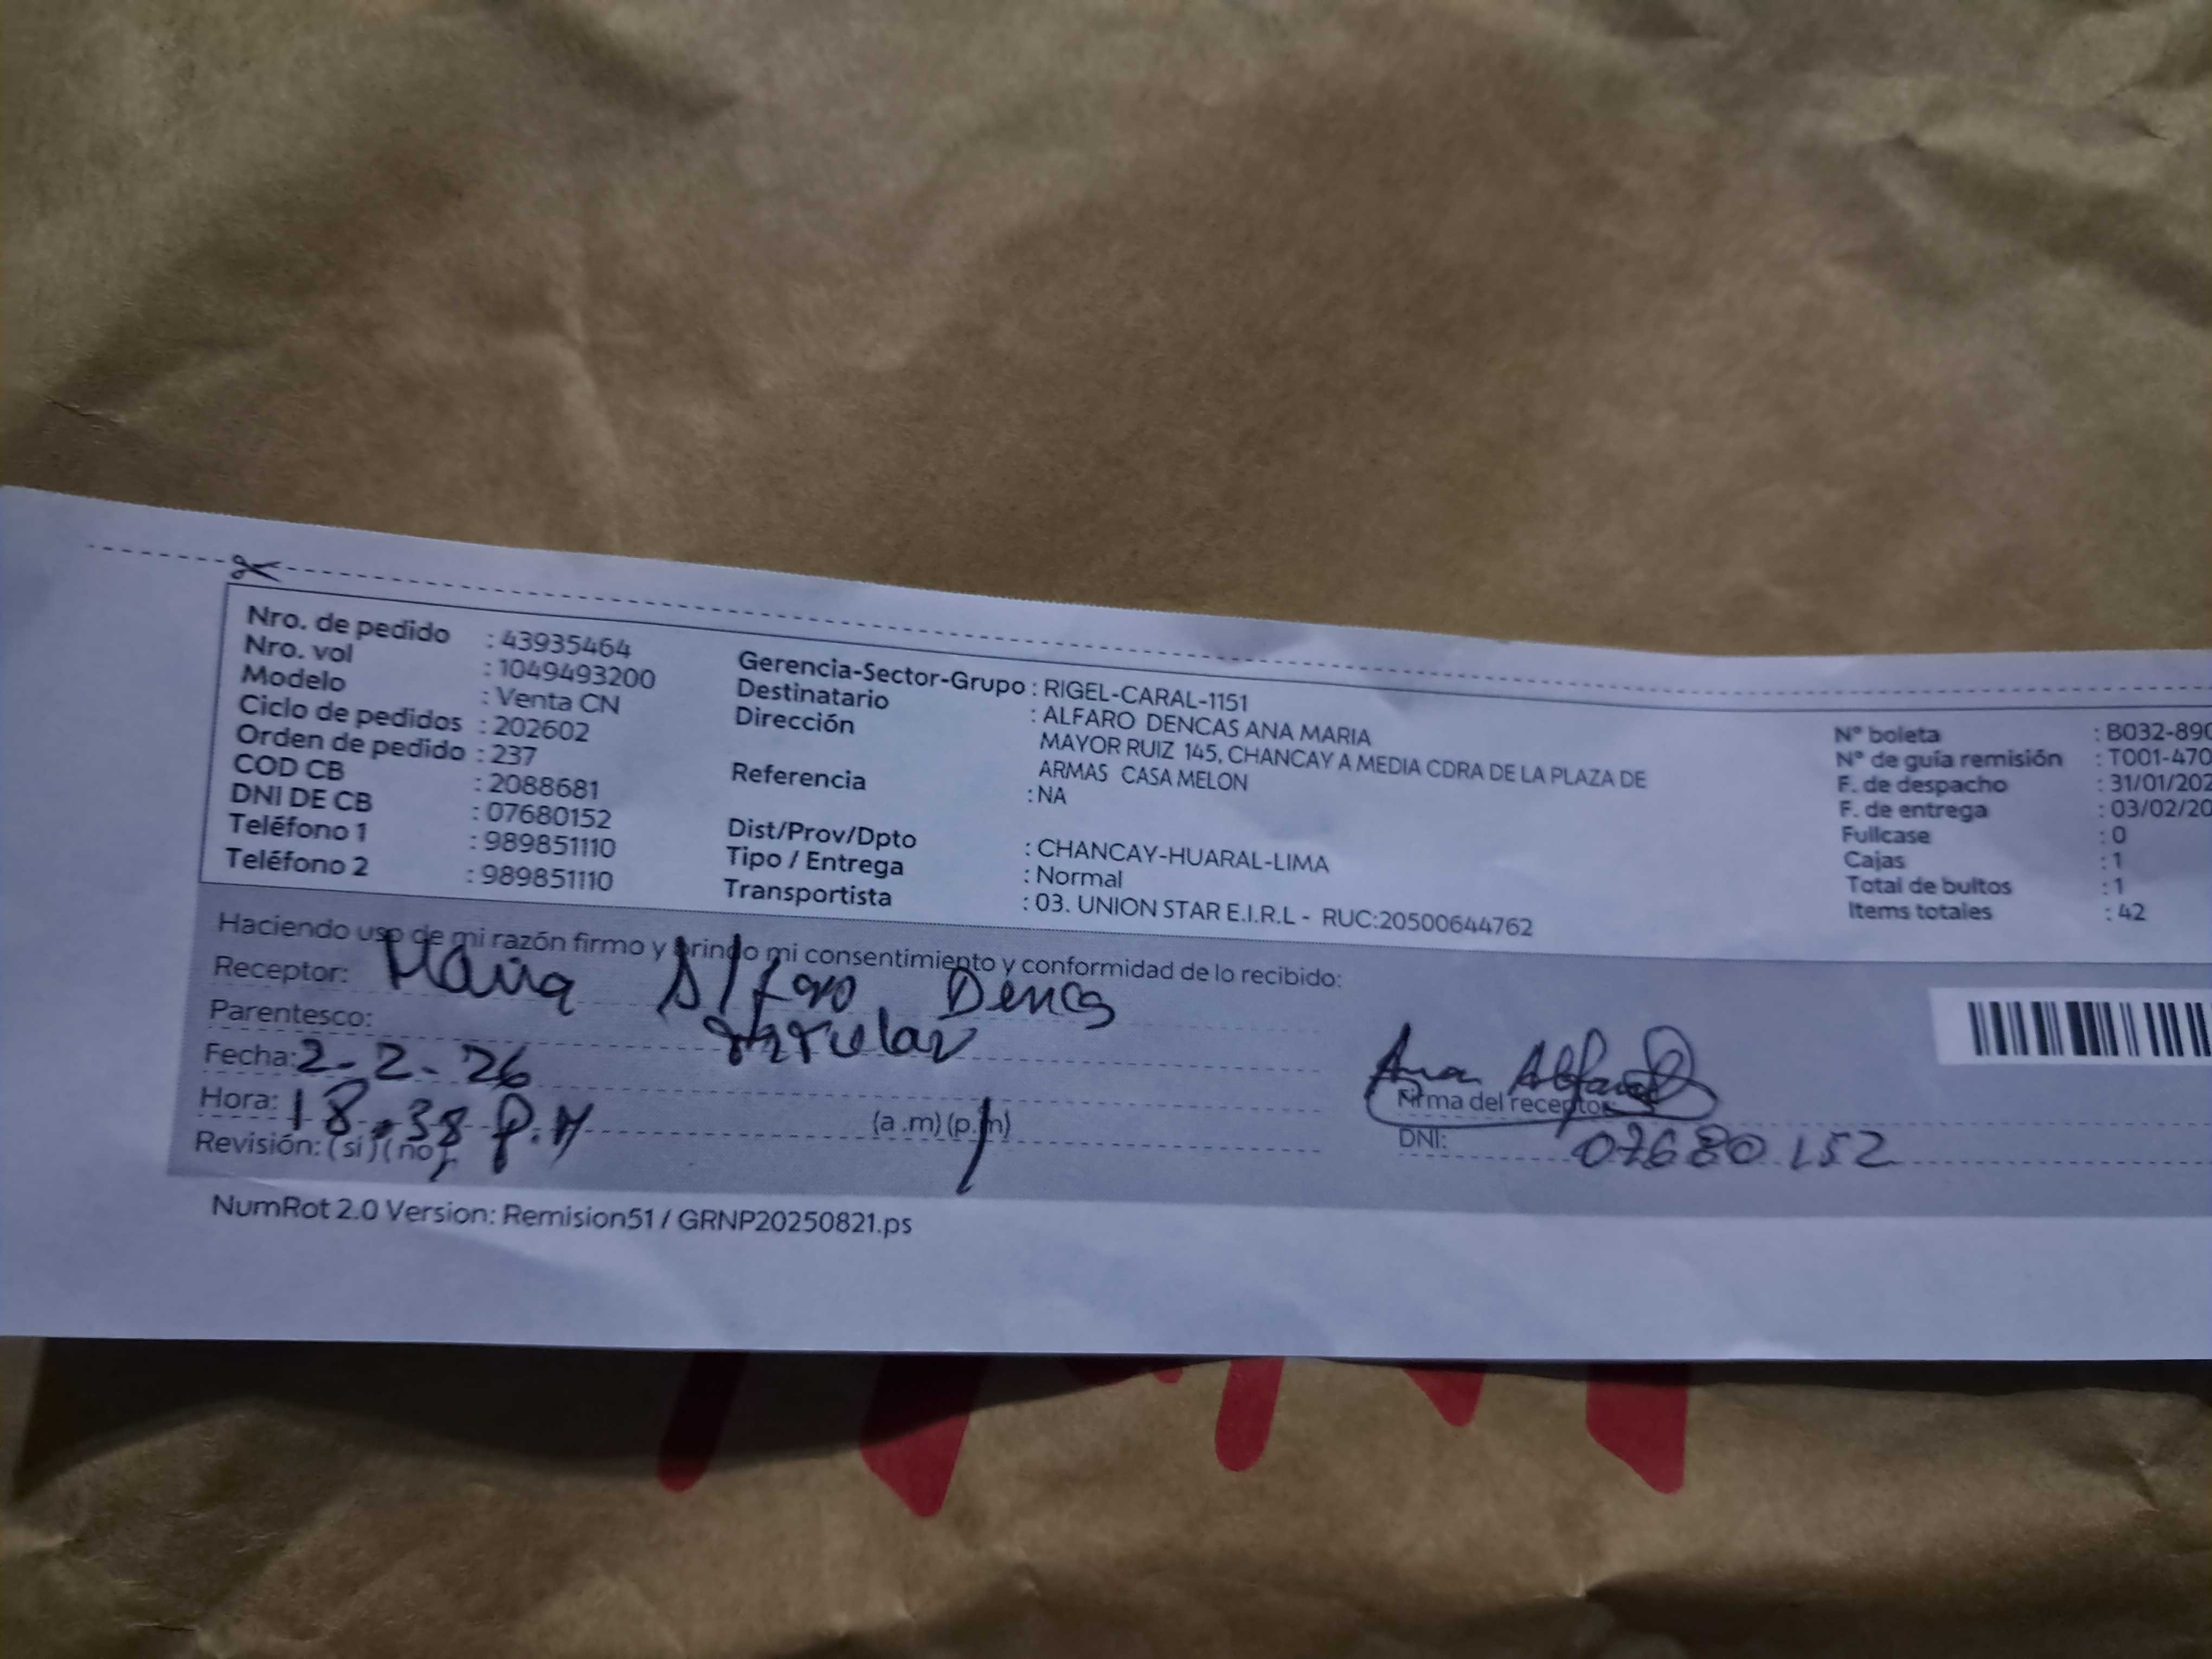 Nro. de pedido : 43935464
Nro. vol : 1049493200
Modelo : Venta CN
Ciclo de pedidos : 202602
Orden de pedido : 237
COD CB : 2088681
DNI DE CB : 07680152
Teléfono 1 : 989851110
Teléfono 2 : 989851110
Gerencia-Sector-Grupo : RIGEL-CARAL-1151
Destinatario : ALFARO DENCAS ANA MARIA
Dirección MAYOR RUIZ 145, CHANCAY A MEDIA CDRA DE LA PLAZA DE
ARMAS CASA MELON
Referencia : NA
Dist/Prov/Dpto : CHANCAY-HUARAL-LIMA
Tipo / Entrega : Normal
Transportista : 03. UNION STAR E.I.R.L - RUC:20500644762
N° boleta : B032-890
N° de guía remisión : T001-470
F. de despacho : 31/01/202
F. de entrega : 03/02/20
Fullcase : 0
Cajas : 1
Total de bultos : 1
Items totales : 42
Haciendo uso de mi razón firmo y brindo mi consentimiento y conformidad de lo recibido:
Receptor: Maria Alfaro
Parentesco:
Fecha: 2-2-26
Hora: 18.38 P.M (a.m) (p.m)
Revisión: (si) (no)
Ana Alfaro
Firma del receptor:
DNI: 07680152
NumRot 2.0 Version: Remision51 / GRNP20250821.ps